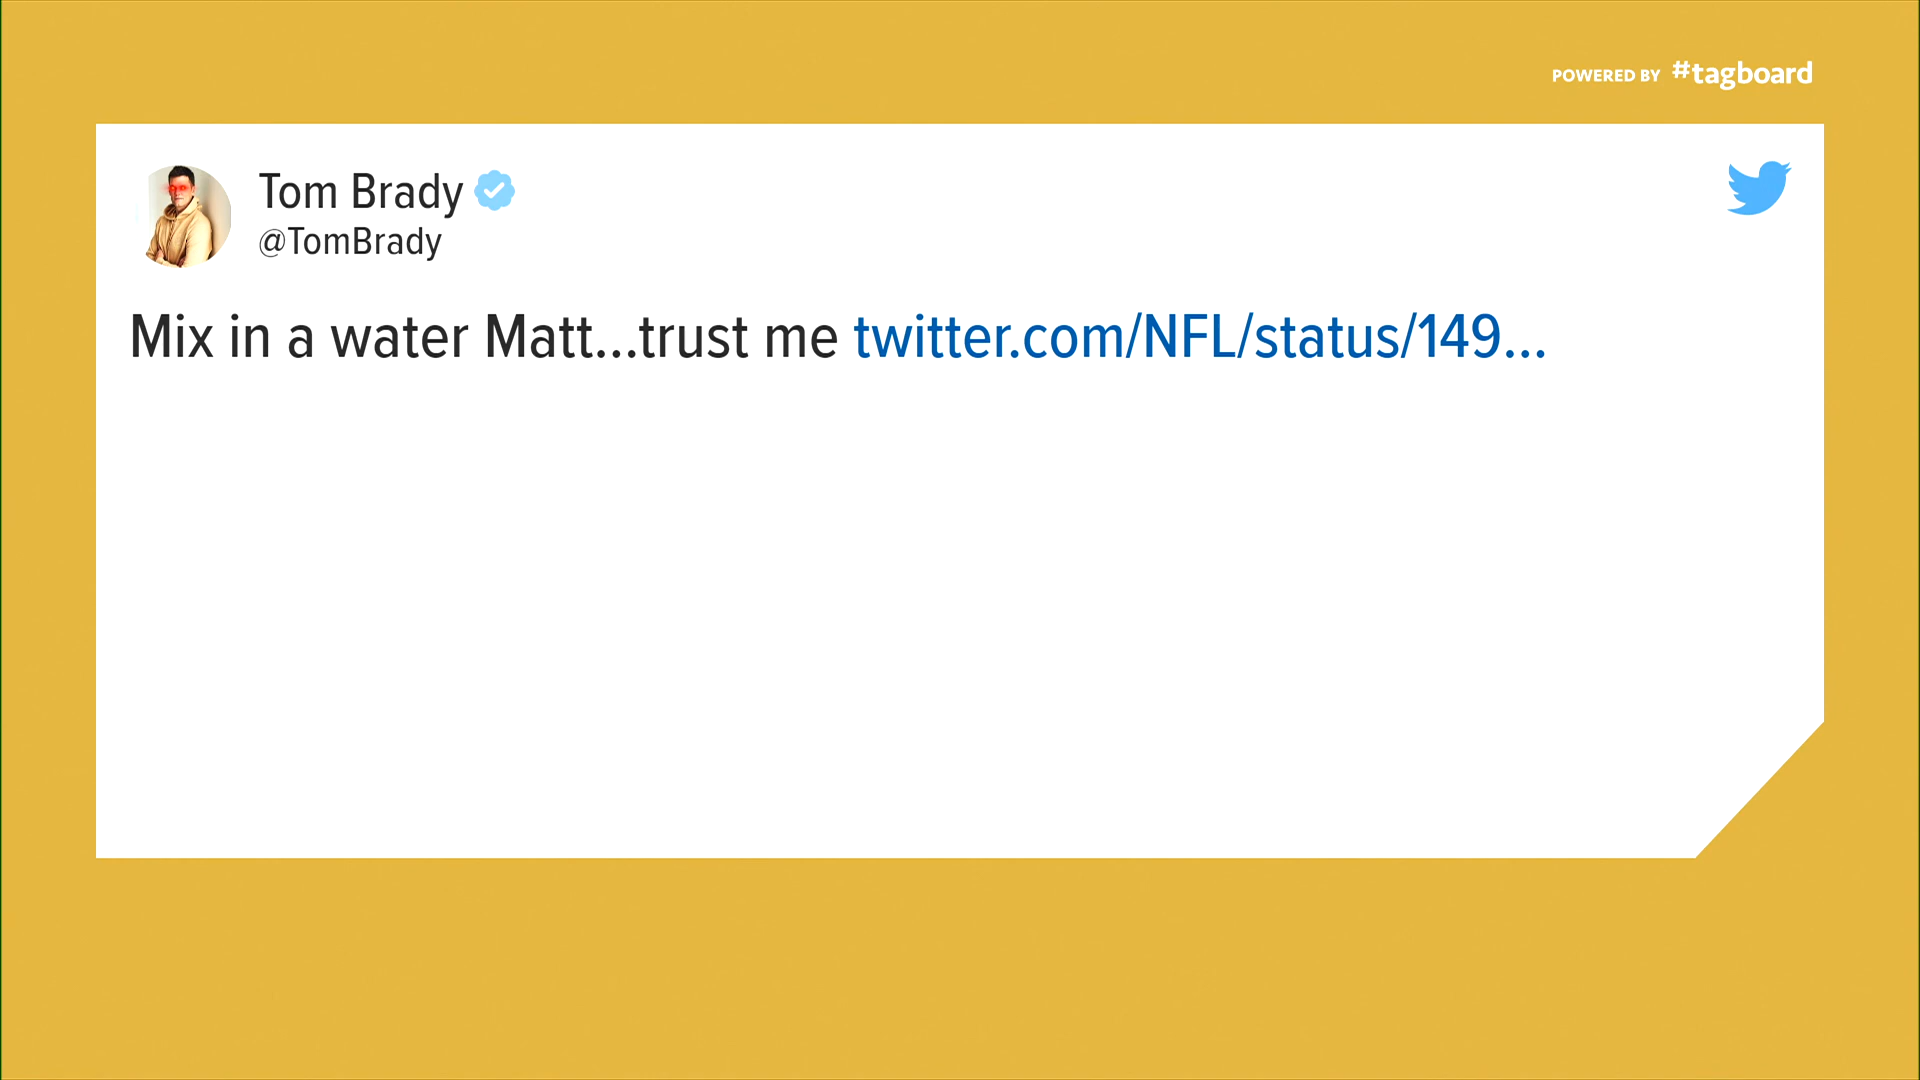 POWERED BY #tagboard
Tom Brady
@TomBrady
Mix in a water Matt...trust me twitter.com/NFL/status/149...